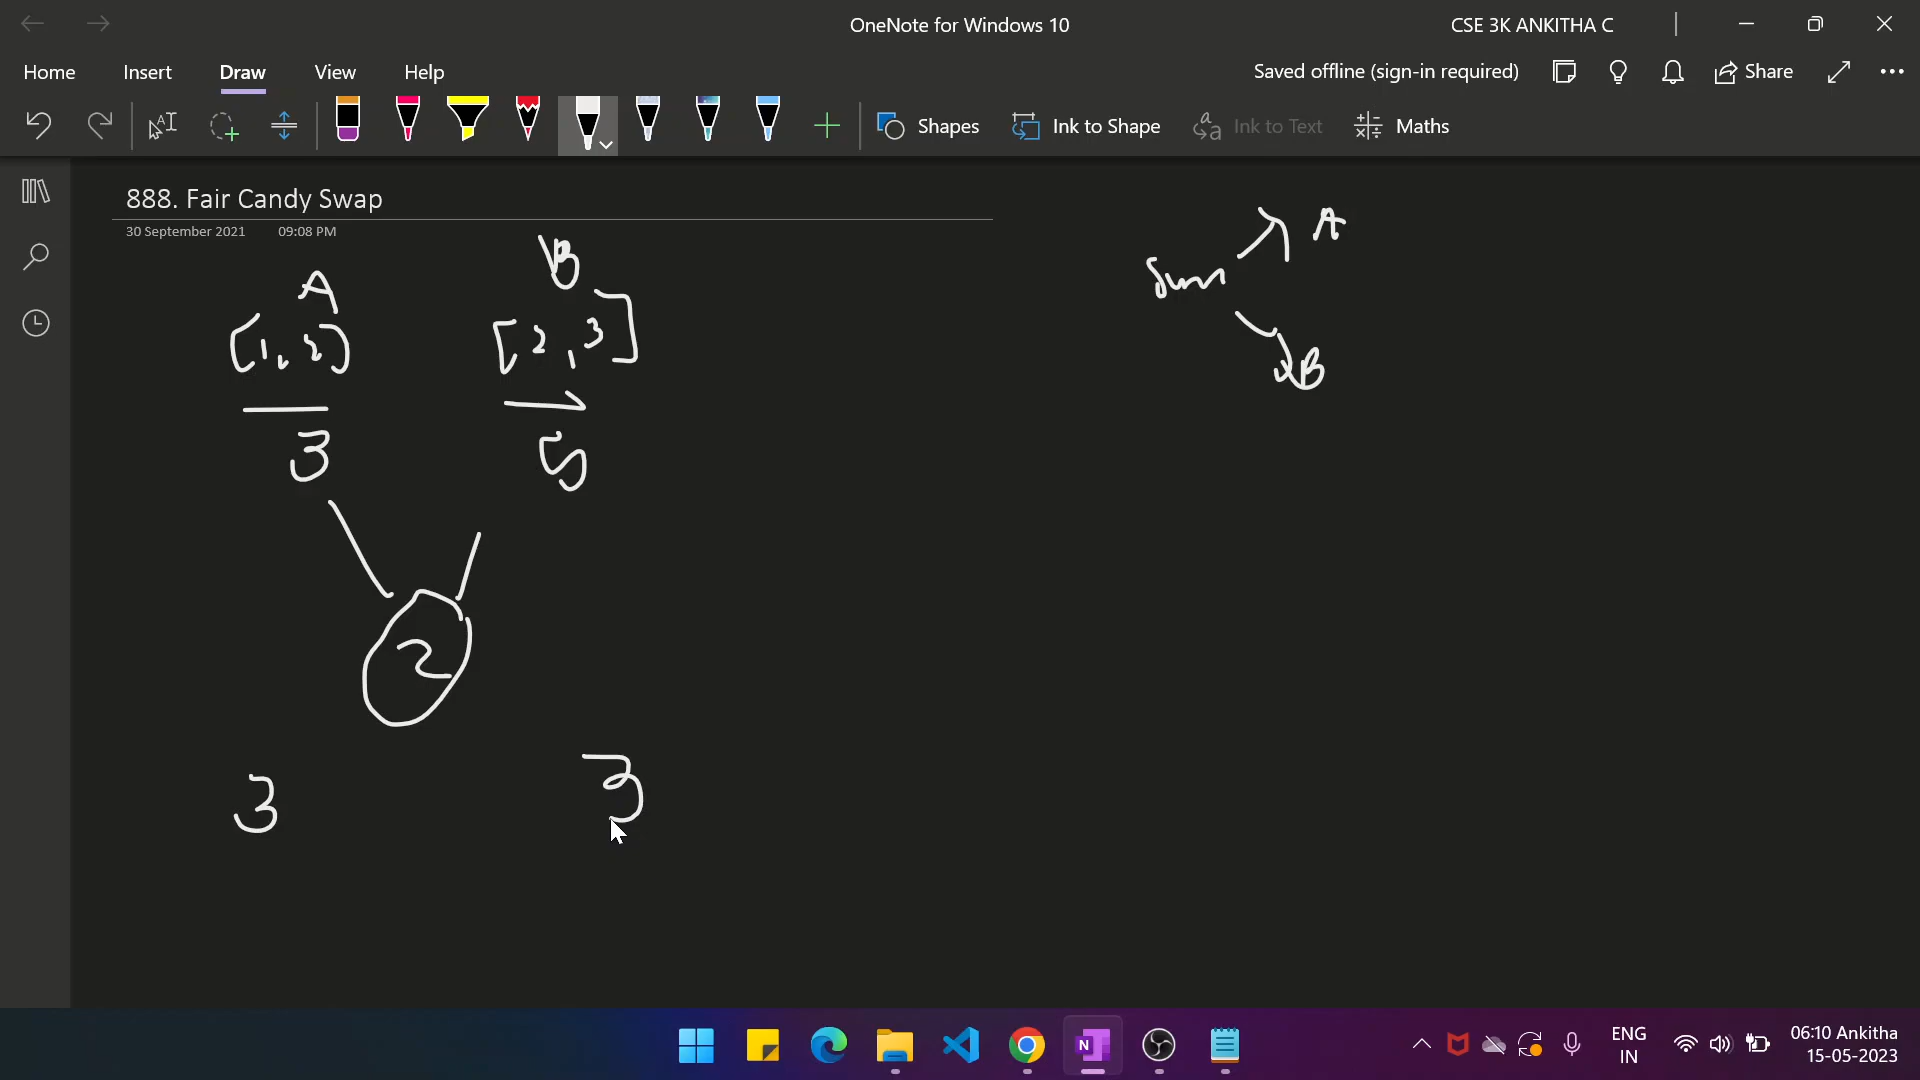 OneNote for Windows 10
CSE 3K ANKITHA C
Home Insert Draw View Help
Saved offline (sign-in required)
Share
Shapes
Ink to Shape
Ink to Text
Maths
888. Fair Candy Swap
30 September 2021 09:08 PM
A B
[1, 2] [2, 3]
3 5
2
3 3
Sum A
B
ENG
IN
06:10 Ankitha
15-05-2023